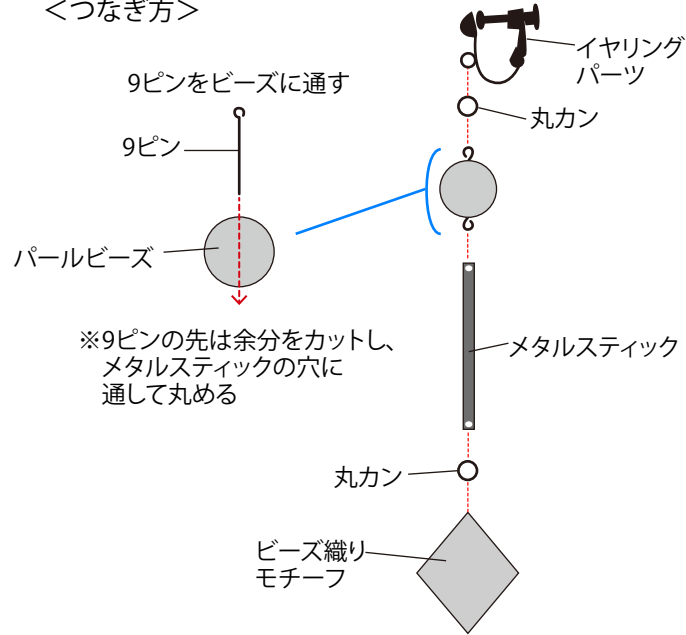 ＜つなぎ方＞
9ピンをビーズに通す
9ピン
パールビーズ
※9ピンの先は余分をカットし、
メタルスティックの穴に
通して丸める
イヤリング
パーツ
丸カン
メタルスティック
丸カン
ビーズ織り
モチーフ